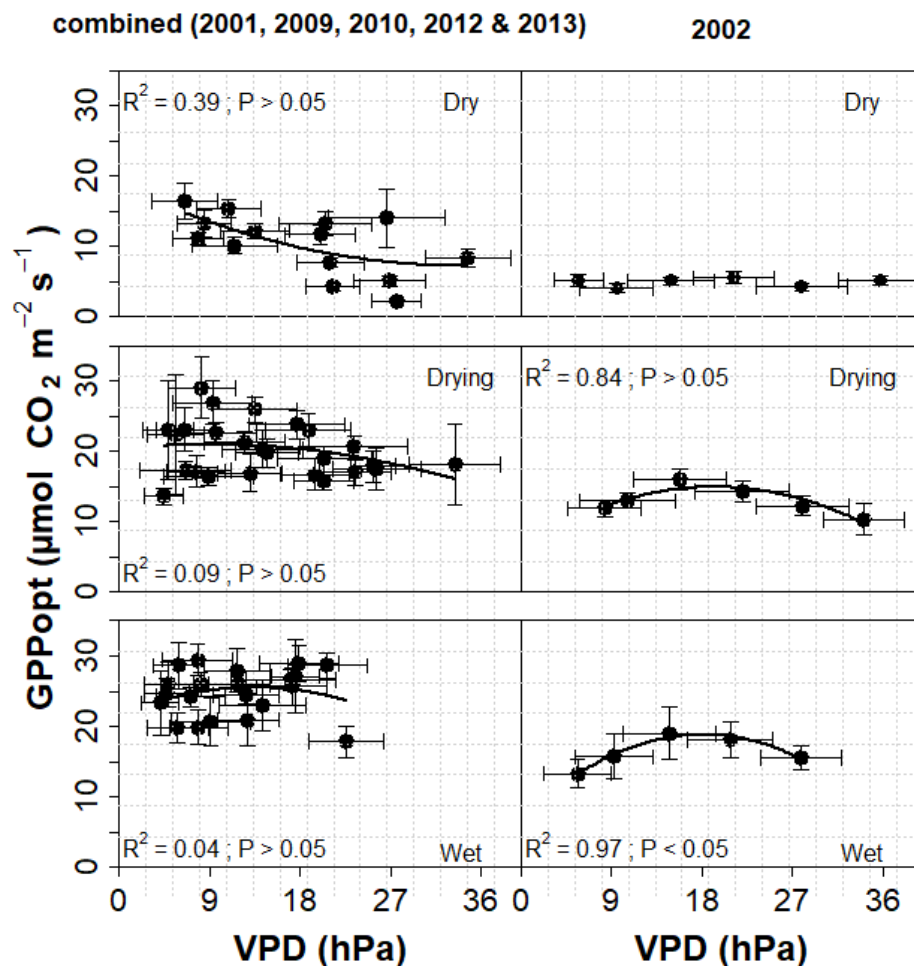 combined (2001, 2009, 2010, 2012 & 2013) 2002
R² = 0.39 ; P > 0.05 Dry Dry
0 10 20 30
Drying R² = 0.84 ; P > 0.05 Drying
R² = 0.09 ; P > 0.05
0 10 20 30
R² = 0.04 ; P > 0.05 Wet R² = 0.97 ; P < 0.05 Wet
0 10 20 30
GPPopt (μmol CO₂ m⁻² s⁻¹)
0 9 18 27 36 0 9 18 27 36
VPD (hPa) VPD (hPa)